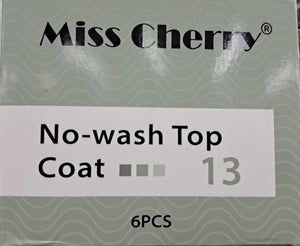 Miss Cherry®
No-wash Top
Coat 13
6PCS